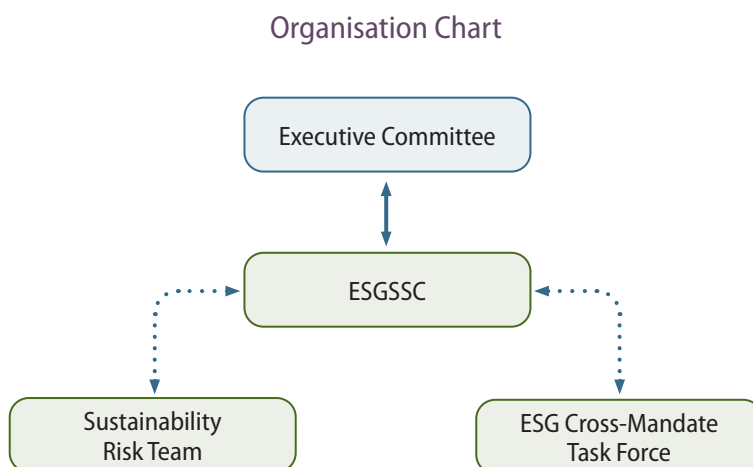 Organisation Chart
Executive Committee
ESGSSC
Sustainability
Risk Team
ESG Cross-Mandate
Task Force